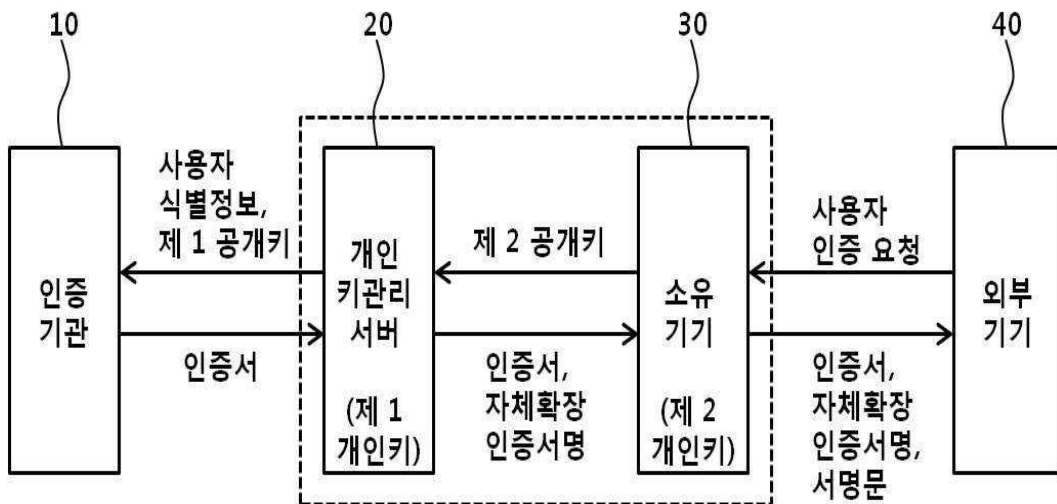 10
20
30
40
인증
기관
사용자
식별정보,
제 1 공개키
인증서
개인
키관리
서버
(제 1
개인키)
제 2 공개키
인증서,
자체확장
인증서명
소유
기기
(제 2
개인키)
사용자
인증 요청
인증서,
자체확장
인증서명,
서명문
외부
기기